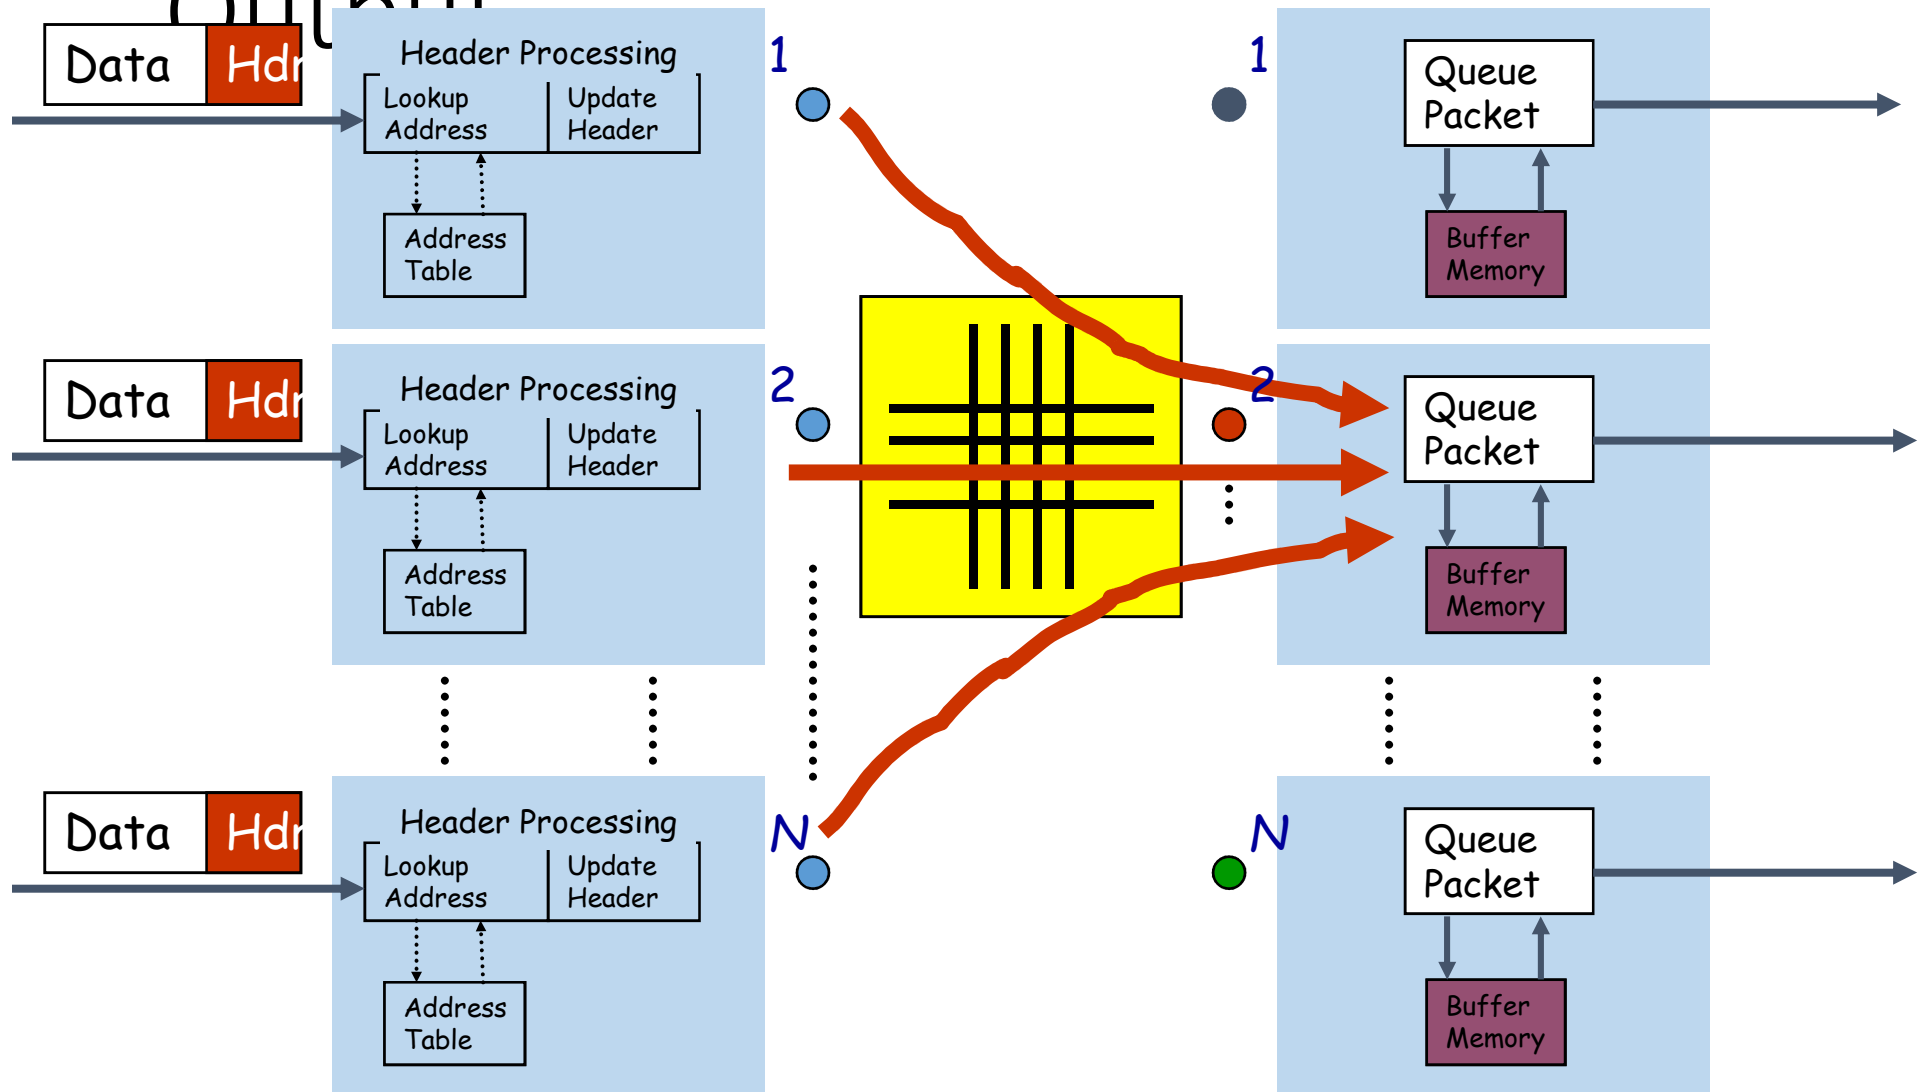 Data Hdr
Header Processing
Lookup
Address
Update
Header
Address
Table
1
1
Queue
Packet
Buffer
Memory
Data Hdr
Header Processing
Lookup
Address
Update
Header
Address
Table
2
2
Queue
Packet
Buffer
Memory
Data Hdr
Header Processing
Lookup
Address
Update
Header
Address
Table
N
N
Queue
Packet
Buffer
Memory